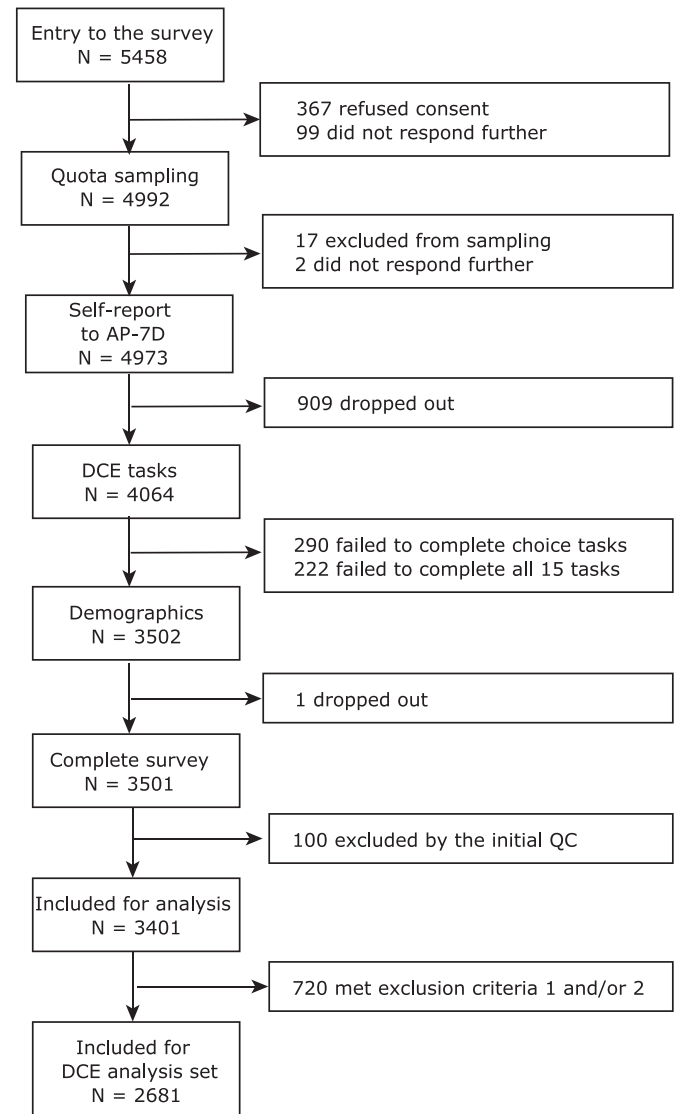 Entry to the survey
N = 5458
367 refused consent
99 did not respond further
Quota sampling
N = 4992
17 excluded from sampling
2 did not respond further
Self-report
to AP-7D
N = 4973
909 dropped out
DCE tasks
N = 4064
290 failed to complete choice tasks
222 failed to complete all 15 tasks
Demographics
N = 3502
1 dropped out
Complete survey
N = 3501
100 excluded by the initial QC
Included for analysis
N = 3401
720 met exclusion criteria 1 and/or 2
Included for
DCE analysis set
N = 2681